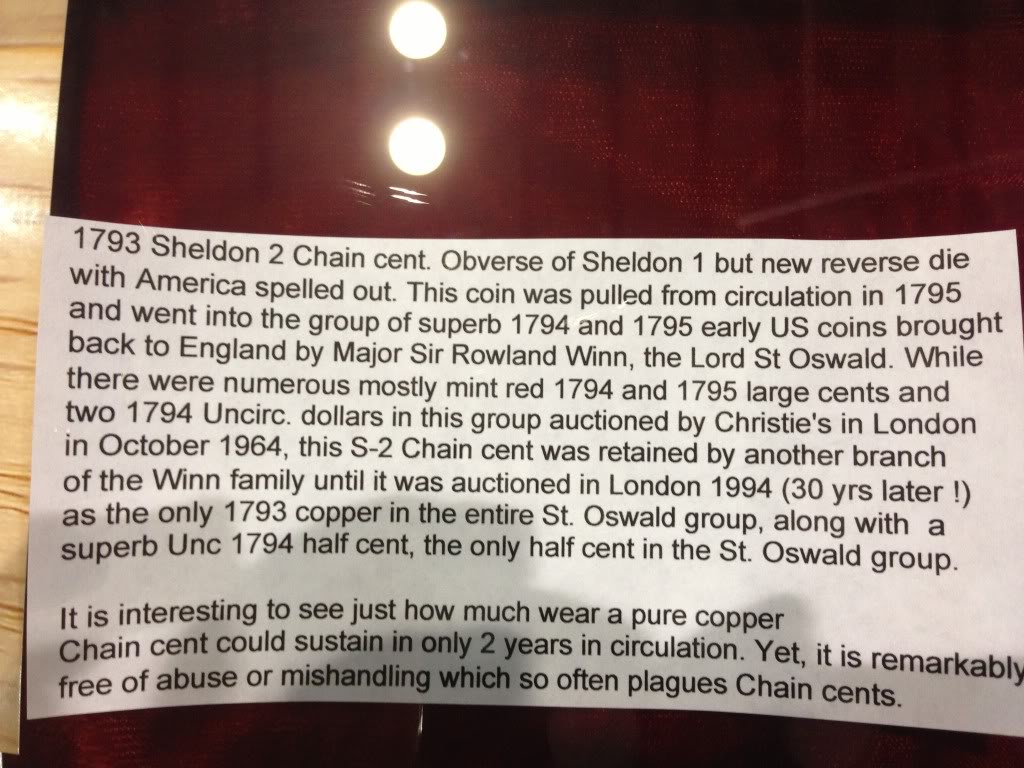 1793 Sheldon 2 Chain cent. Obverse of Sheldon 1 but new reverse die
with America spelled out. This coin was pulled from circulation in 1795
and went into the group of superb 1794 and 1795 early US coins brought
back to England by Major Sir Rowland Winn, the Lord St Oswald. While
there were numerous mostly mint red 1794 and 1795 large cents and
two 1794 Uncirc. dollars in this group auctioned by Christie's in London
in October 1964, this S-2 Chain cent was retained by another branch
of the Winn family until it was auctioned in London 1994 (30 yrs later !)
as the only 1793 copper in the entire St. Oswald group, along with a
superb Unc 1794 half cent, the only half cent in the St. Oswald group.
It is interesting to see just how much wear a pure copper
Chain cent could sustain in only 2 years in circulation. Yet, it is remarkably
free of abuse or mishandling which so often plagues Chain cents.